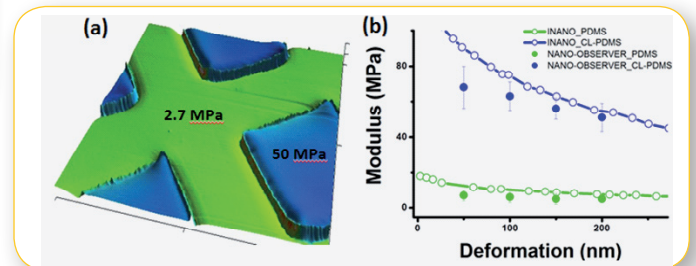 (a)
2.7 MPa
50 MPa
(b)
INANO_PDMS
INANO_CL-PDMS
NANO-OBSERVER_PDMS
NANO-OBSERVER_CL-PDMS
Modulus (MPa)
80
40
0
0
100
200
Deformation (nm)